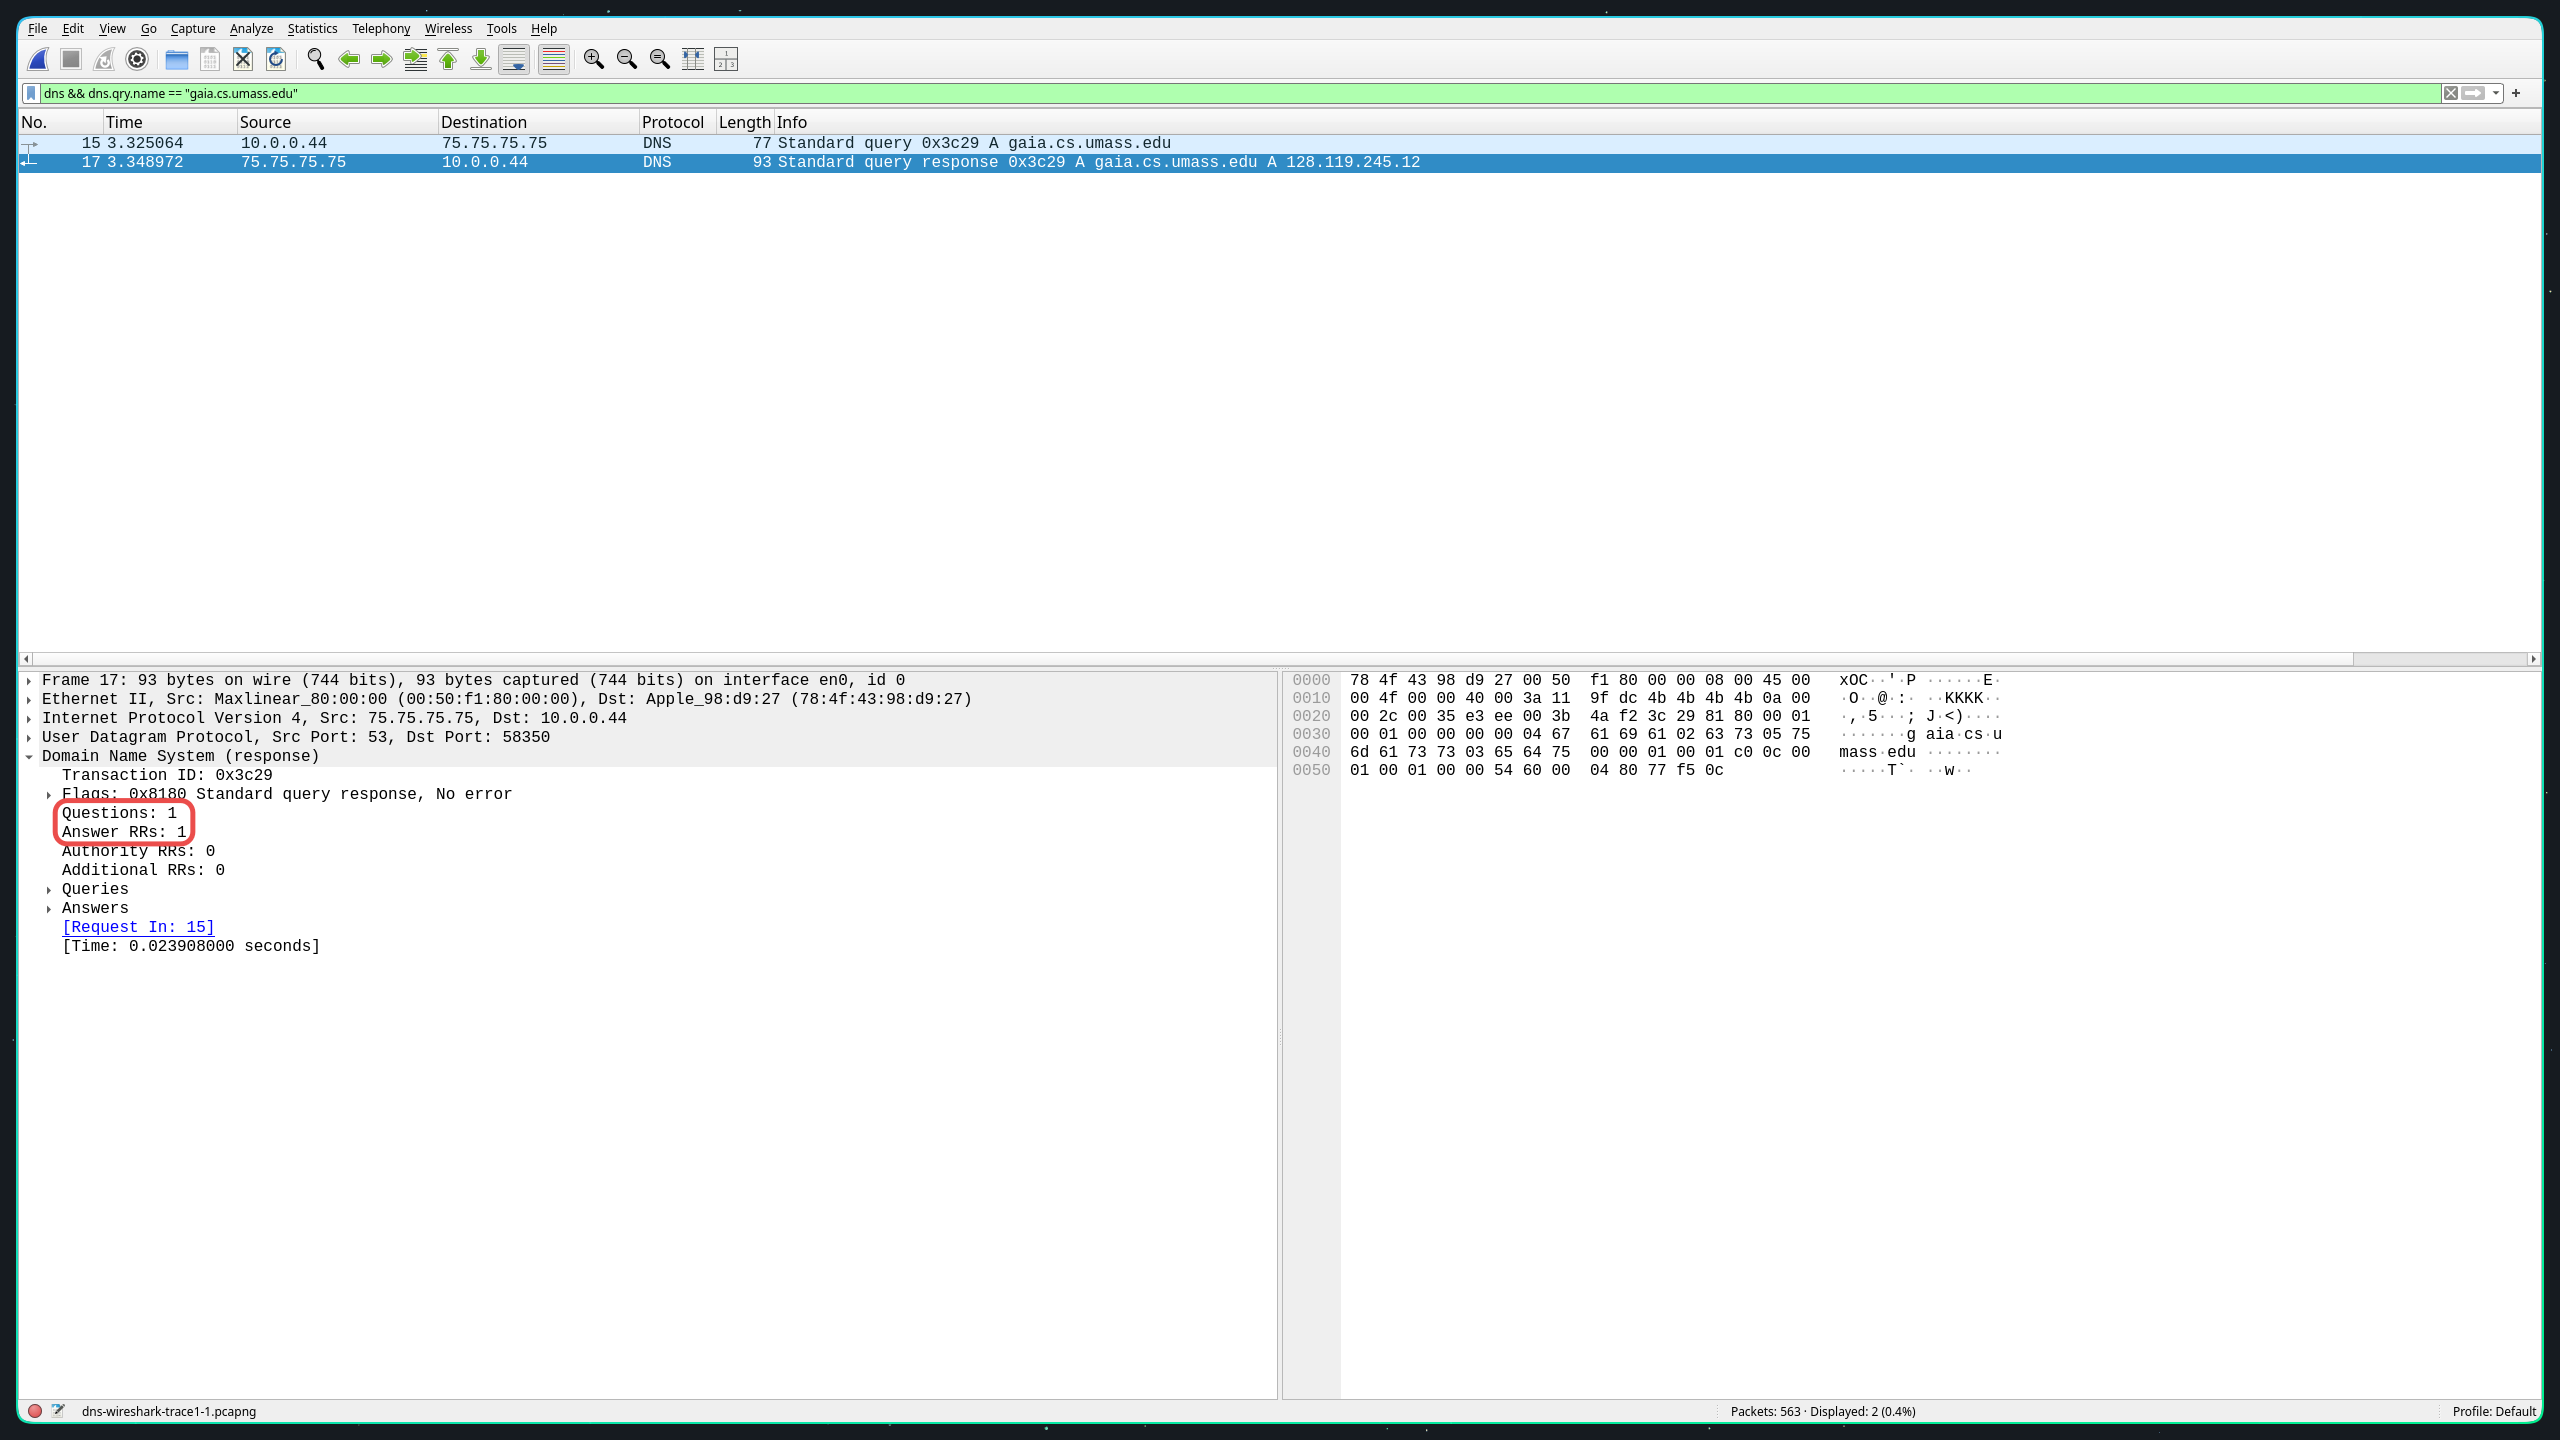 File Edit View Go Capture Analyze Statistics Telephony Wireless Tools Help
dns && dns.qry.name == "gaia.cs.umass.edu"
No. Time Source Destination Protocol Length Info
15 3.325064 10.0.0.44 75.75.75.75 DNS 77 Standard query 0x3c29 A gaia.cs.umass.edu
17 3.348972 75.75.75.75 10.0.0.44 DNS 93 Standard query response 0x3c29 A gaia.cs.umass.edu A 128.119.245.12
Frame 17: 93 bytes on wire (744 bits), 93 bytes captured (744 bits) on interface en0, id 0
Ethernet II, Src: Maxlinear_80:00:00 (00:50:f1:80:00:00), Dst: Apple_98:d9:27 (78:4f:43:98:d9:27)
Internet Protocol Version 4, Src: 75.75.75.75, Dst: 10.0.0.44
User Datagram Protocol, Src Port: 53, Dst Port: 58350
Domain Name System (response)
Transaction ID: 0x3c29
Flags: 0x8180 Standard query response, No error
Questions: 1
Answer RRs: 1
Authority RRs: 0
Additional RRs: 0
Queries
Answers
[Request In: 15]
[Time: 0.023908000 seconds]
0000 78 4f 43 98 d9 27 00 50 f1 80 00 00 08 00 45 00 xOC··'·P ······E·
0010 00 4f 00 00 40 00 3a 11 9f dc 4b 4b 4b 4b 0a 00 ·O··@·:· ··KKKK··
0020 00 2c 00 35 e3 ee 00 3b 4a f2 3c 29 81 80 00 01 ·,·5···; J·<)····
0030 00 01 00 00 00 00 04 67 61 69 61 02 63 73 05 75 ·······g aia·cs·u
0040 6d 61 73 73 03 65 64 75 00 00 01 00 01 c0 0c 00 mass·edu ········
0050 01 00 01 00 00 54 60 00 04 80 77 f5 0c ·····T`· ··w··
dns-wireshark-trace1-1.pcapng
Packets: 563 · Displayed: 2 (0.4%)
Profile: Default